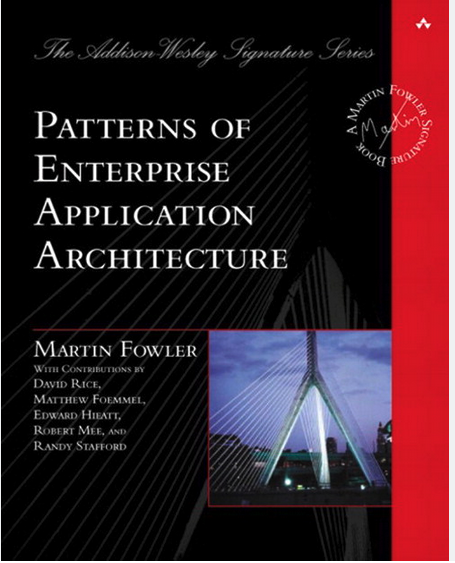 The Addison-Wesley Signature Series
A MARTIN FOWLER SIGNATURE BOOK
Martin
PATTERNS OF
ENTERPRISE
APPLICATION
ARCHITECTURE
MARTIN FOWLER
WITH CONTRIBUTIONS BY
DAVID RICE,
MATTHEW FOEMMEL,
EDWARD HIEATT,
ROBERT MEE, AND
RANDY STAFFORD